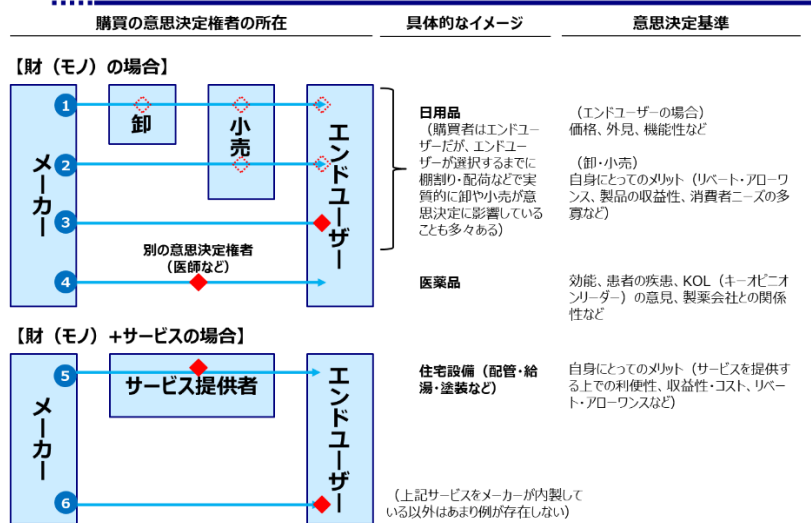 購買の意思決定権者の所在
具体的なイメージ
意思決定基準
【財（モノ）の場合】
メーカー
1
2
3
4
卸
小売
エンドユーザー
別の意思決定権者
（医師など）
日用品
（購買者はエンドユー
ザーだが、エンドユー
ザーが選択するまでに
棚割り・配荷などで実
質的に卸や小売が意
思決定に影響している
ことも多々ある）
（エンドユーザーの場合）
価格、外見、機能性など
（卸・小売）
自身にとってのメリット（リベート・アローワ
ンス、製品の収益性、消費者ニーズの多
寡など）
医薬品
効能、患者の疾患、KOL（キーオピニオ
ンリーダー）の意見、製薬会社との関係
性など
【財（モノ）+サービスの場合】
メーカー
5
6
サービス提供者
エンドユーザー
住宅設備（配管・給
湯・塗装など）
自身にとってのメリット（サービスを提供す
る上での利便性、収益性・コスト、リベー
ト・アローワンスなど）
（上記サービスをメーカーが内製して
いる以外はあまり例が存在しない）